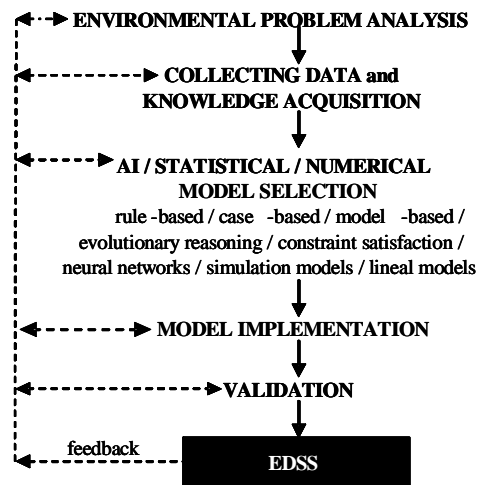 ENVIRONMENTAL PROBLEM ANALYSIS
COLLECTING DATA and
KNOWLEDGE ACQUISITION
AI / STATISTICAL / NUMERICAL
MODEL SELECTION
rule -based / case -based / model -based /
evolutionary reasoning / constraint satisfaction /
neural networks / simulation models / lineal models
MODEL IMPLEMENTATION
VALIDATION
feedback
EDSS